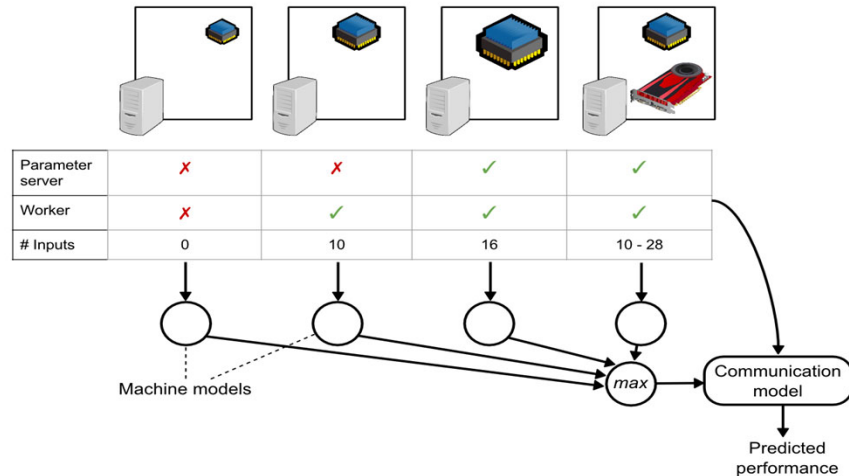 Parameter
server
✗ ✗ ✓ ✓
Worker
✗ ✓ ✓ ✓
# Inputs 0 10 16 10 - 28
Machine models
max
Communication
model
Predicted
performance